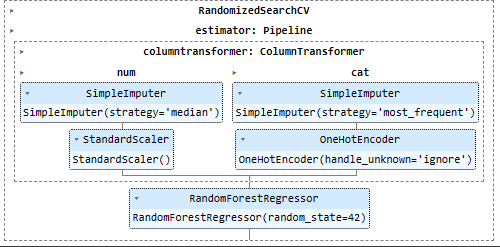 RandomizedSearchCV
estimator: Pipeline
columntransformer: ColumnTransformer
num
cat
SimpleImputer
SimpleImputer(strategy='median')
SimpleImputer
SimpleImputer(strategy='most_frequent')
StandardScaler
StandardScaler()
OneHotEncoder
OneHotEncoder(handle_unknown='ignore')
RandomForestRegressor
RandomForestRegressor(random_state=42)